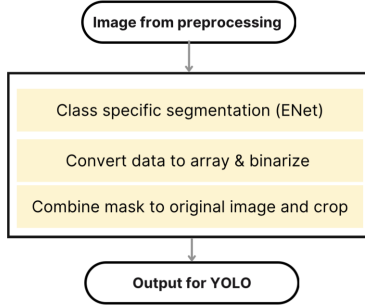 Image from preprocessing
Class specific segmentation (ENet)
Convert data to array & binarize
Combine mask to original image and crop
Output for YOLO